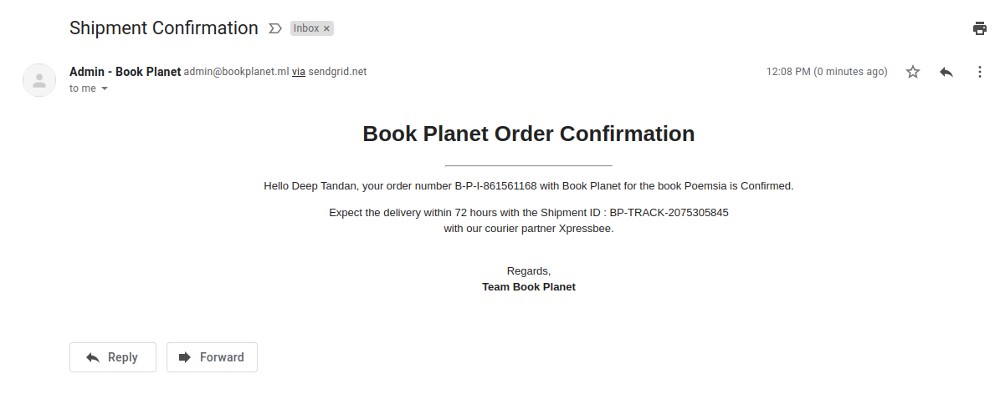 Shipment Confirmation Inbox ×
Admin - Book Planet admin@bookplanet.ml via sendgrid.net 12:08 PM (0 minutes ago)
to me
Book Planet Order Confirmation
Hello Deep Tandan, your order number B-P-I-861561168 with Book Planet for the book Poemsia is Confirmed.
Expect the delivery within 72 hours with the Shipment ID : BP-TRACK-2075305845
with our courier partner Xpressbee.
Regards,
Team Book Planet
Reply Forward